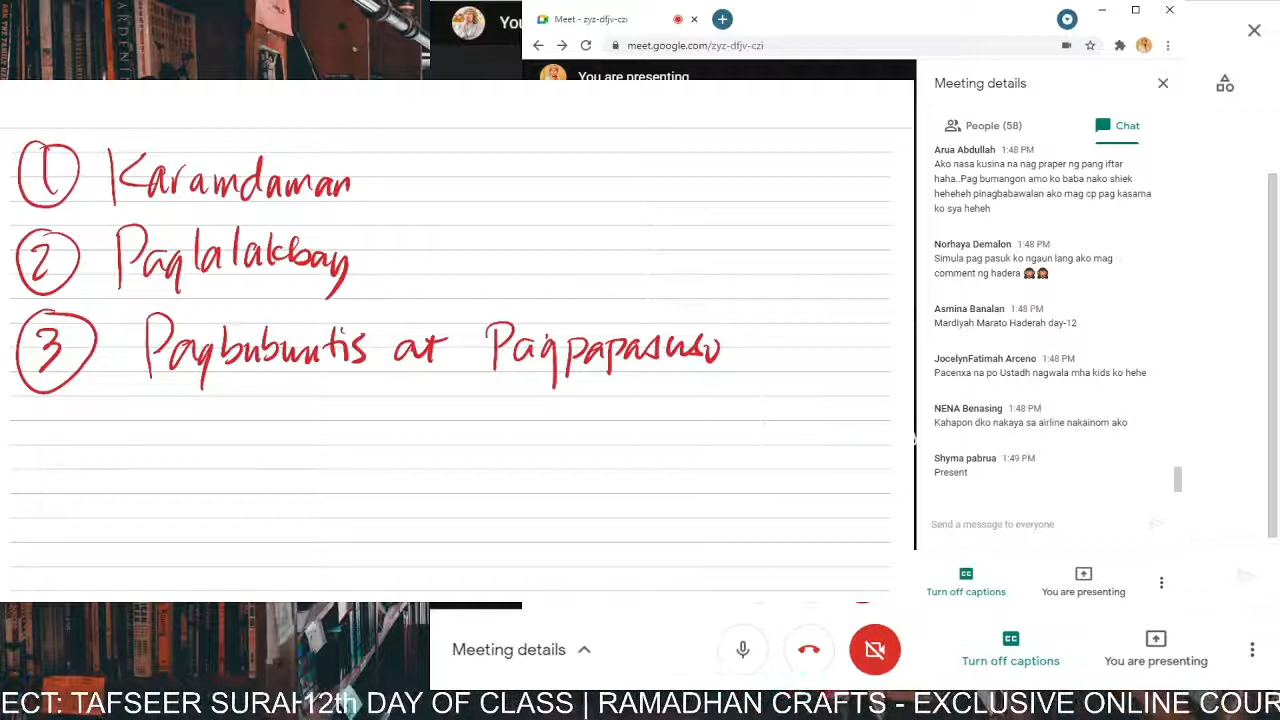 You
Meet - zyz-dfjv-czi
meet.google.com/zyz-dfjv-czi
You are presenting
Meeting details
People (58)
Chat
Arua Abdullah 1:48 PM
Ako nasa kusina na nag praper ng pang iftar
haha..Pag bumangon amo ko baba nako shiek
heheheh pinagbabawalan ako mag cp pag kasama
ko sya heheh
Norhaya Demalon 1:48 PM
Simula pag pasuk ko ngaun lang ako mag
comment ng hadera
Asmina Banalan 1:48 PM
Mardiyah Marato Haderah day-12
JocelynFatimah Arceno 1:48 PM
Pacenxa na po Ustadh nagwala mha kids ko hehe
NENA Benasing 1:48 PM
Kahapon dko nakaya sa airline nakainom ako
Shyma pabrua 1:49 PM
Present
Send a message to everyone
Turn off captions
You are presenting
1 Karamdaman
2 Paglalakbay
3 Pagbubuntis at Pagpapasuso
Meeting details
Turn off captions
You are presenting
ECT: TAFSEER SURAH 12th DAY OF CLASS | RAMADHAN CRAFTS - EXCLUSIVE ONLINE COUR